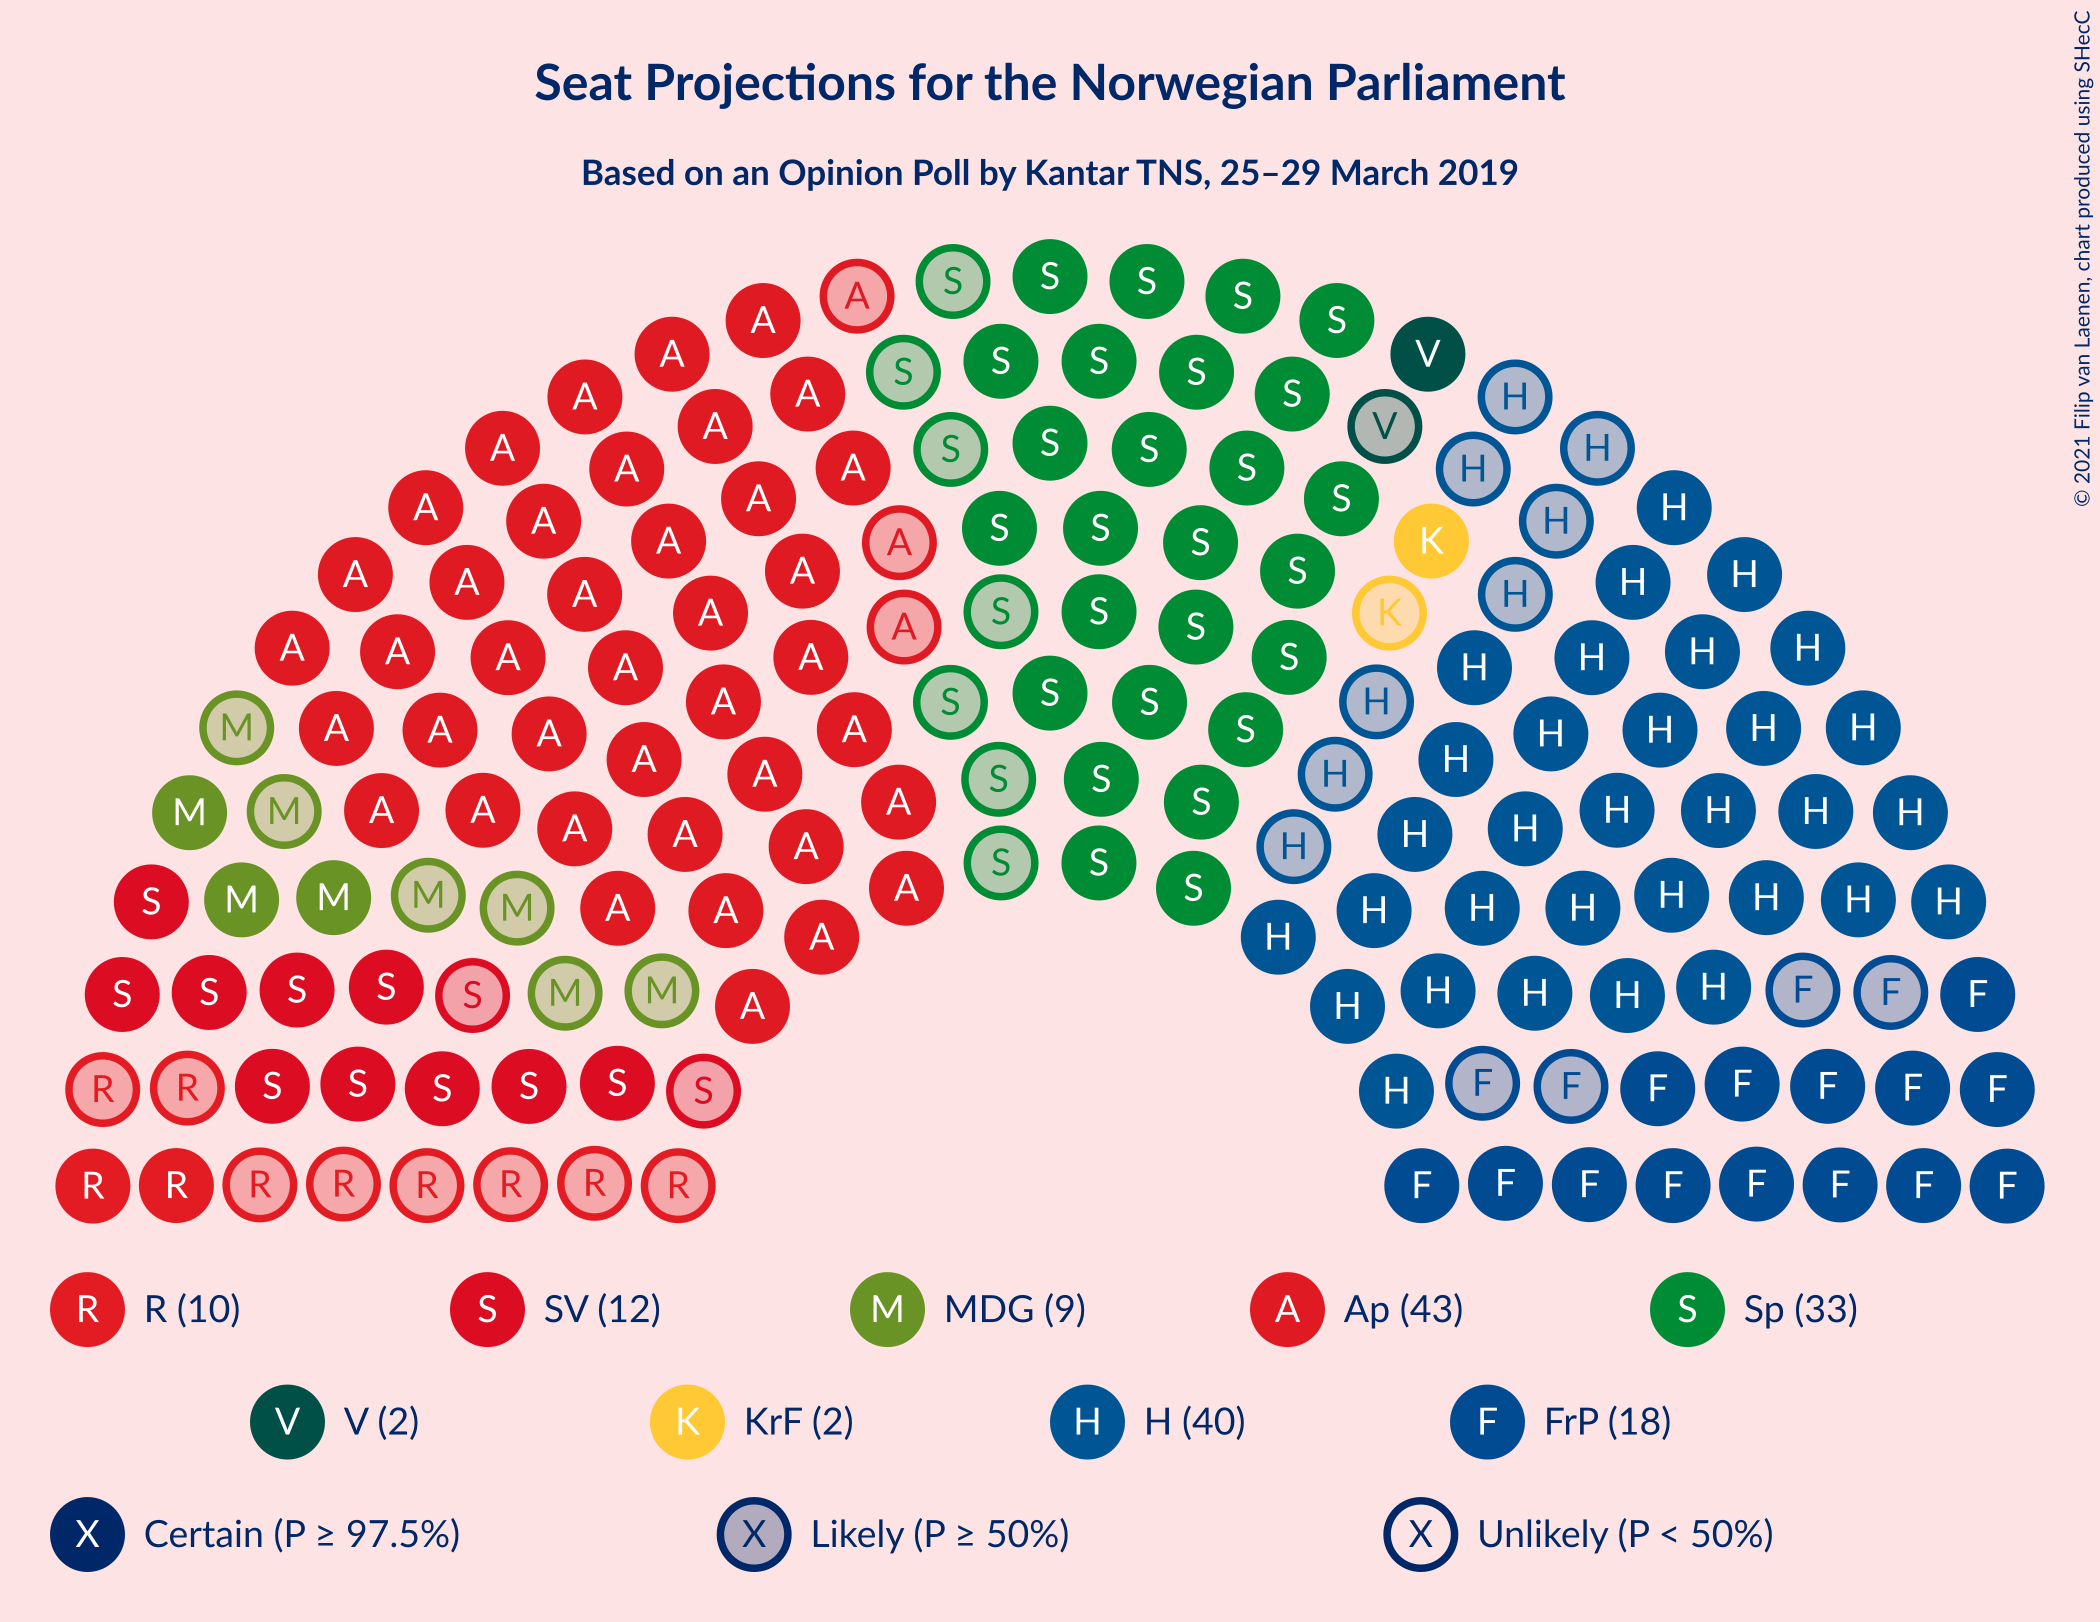 Seat Projections for the Norwegian Parliament
Based on an Opinion Poll by Kantar TNS, 25–29 March 2019
© 2021 Filip van Laenen, chart produced using SHecC
A S S S S
A S V
A S S S S H
A A S V H
A S S S S H H
A A A S H
A A A S S S S K H H
A A A S S S S K H H
A A A A S S S S H H H
A A A A S S S S H H H H
M A A A A A S S S S H H H H H H
M M A A A A A A S S S H H H H H H H H
S M M M M A A A A S S S H H H H H H H H
S S S S S M M A A H H H H H H F F F
R R S S S S S S H F F F F F F F
R R R R R R R R F F F F F F F F
R R (10) S SV (12) M MDG (9) A Ap (43) S Sp (33)
V V (2) K KrF (2) H H (40) F FrP (18)
X Certain (P ≥ 97.5%) X Likely (P ≥ 50%) X Unlikely (P < 50%)